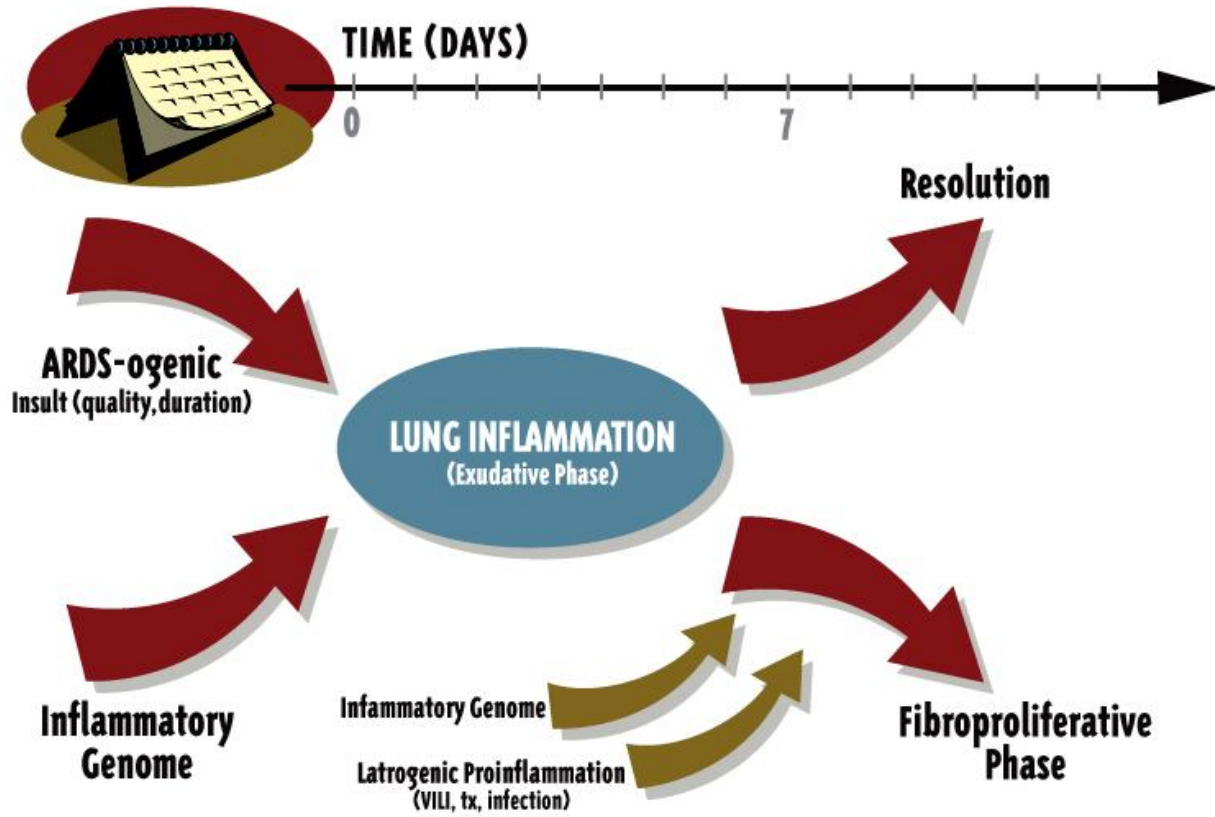 TIME (DAYS)
0
7
Resolution
ARDS-ogenic
Insult (quality,duration)
LUNG INFLAMMATION
(Exudative Phase)
Inflammatory
Genome
Infammatory Genome
Latrogenic Proinflammation
(VILI, tx, infection)
Fibroproliferative
Phase